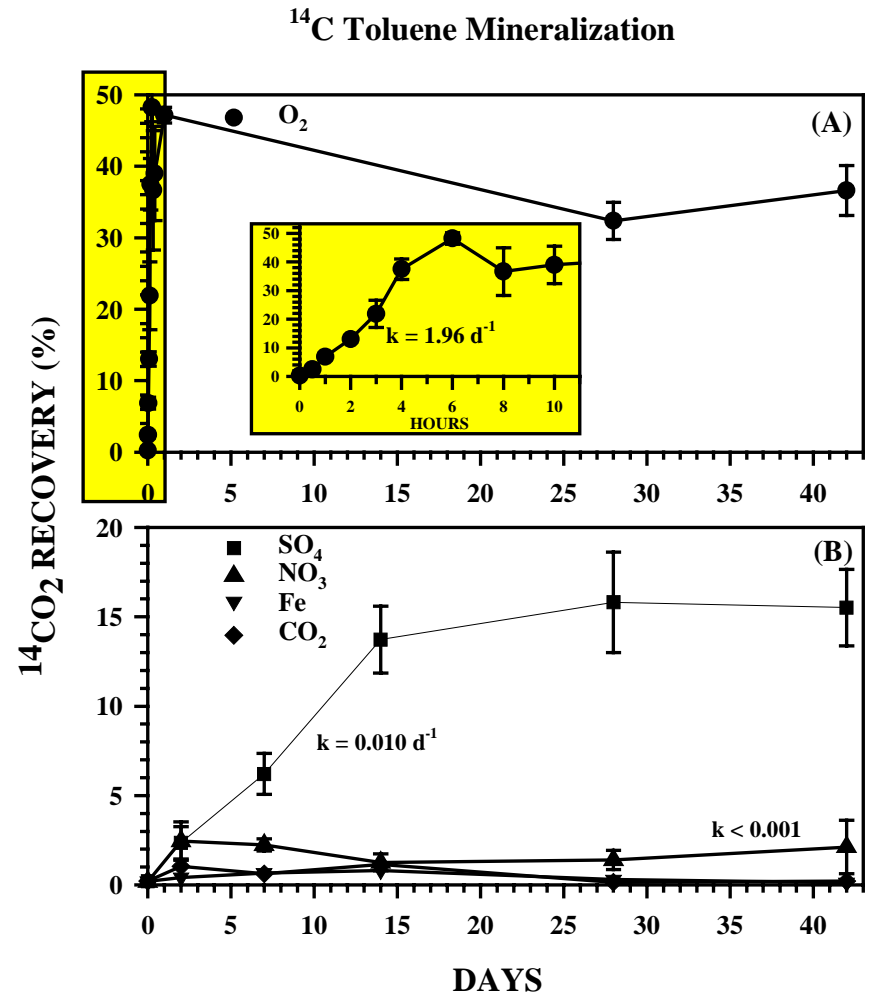 ¹⁴C Toluene Mineralization
¹⁴CO₂ RECOVERY (%)
50
40
30
20
10
0
O₂
(A)
50
40
30
20
10
0
k = 1.96 d⁻¹
0 2 4 6 8 10
HOURS
0 5 10 15 20 25 30 35 40
20
15
10
5
0
SO₄
NO₃
Fe
CO₂
(B)
k = 0.010 d⁻¹
k < 0.001
0 5 10 15 20 25 30 35 40
DAYS